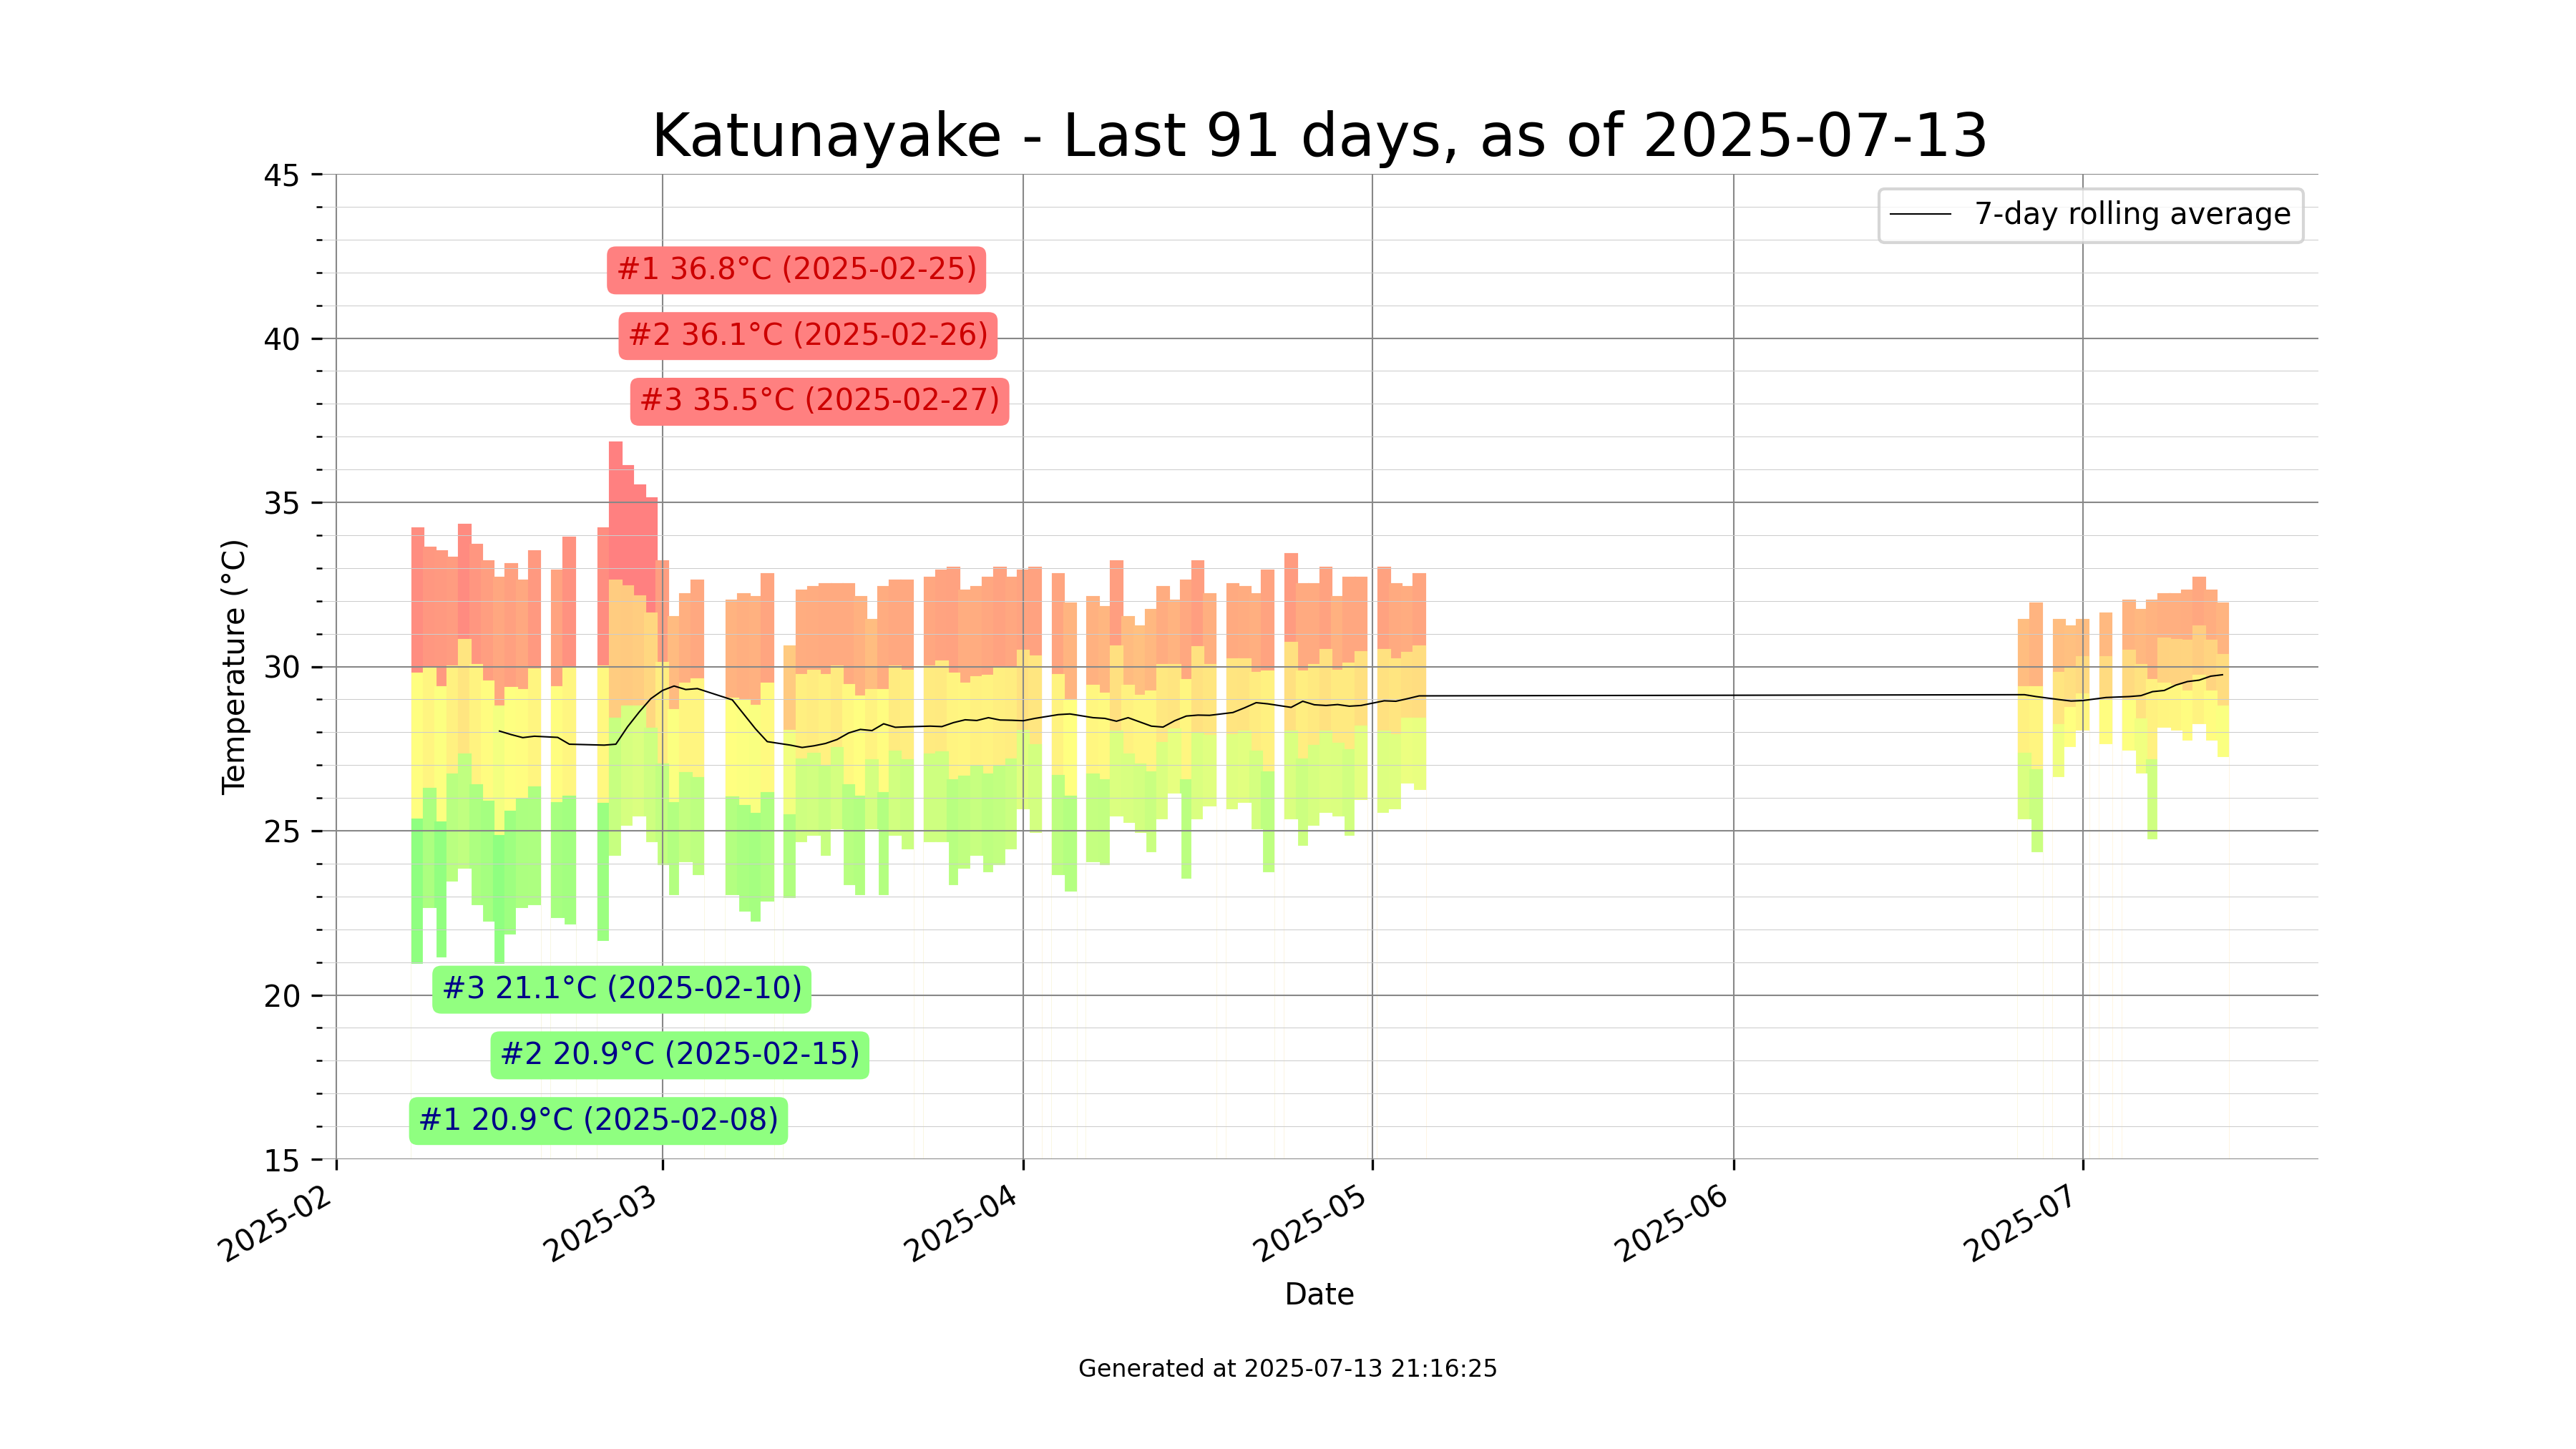 Katunayake - Last 91 days, as of 2025-07-13
45
40
35
30
25
20
15
Temperature (°C)
7-day rolling average
#1 36.8°C (2025-02-25)
#2 36.1°C (2025-02-26)
#3 35.5°C (2025-02-27)
#3 21.1°C (2025-02-10)
#2 20.9°C (2025-02-15)
#1 20.9°C (2025-02-08)
2025-02
2025-03
2025-04
2025-05
2025-06
2025-07
Date
Generated at 2025-07-13 21:16:25